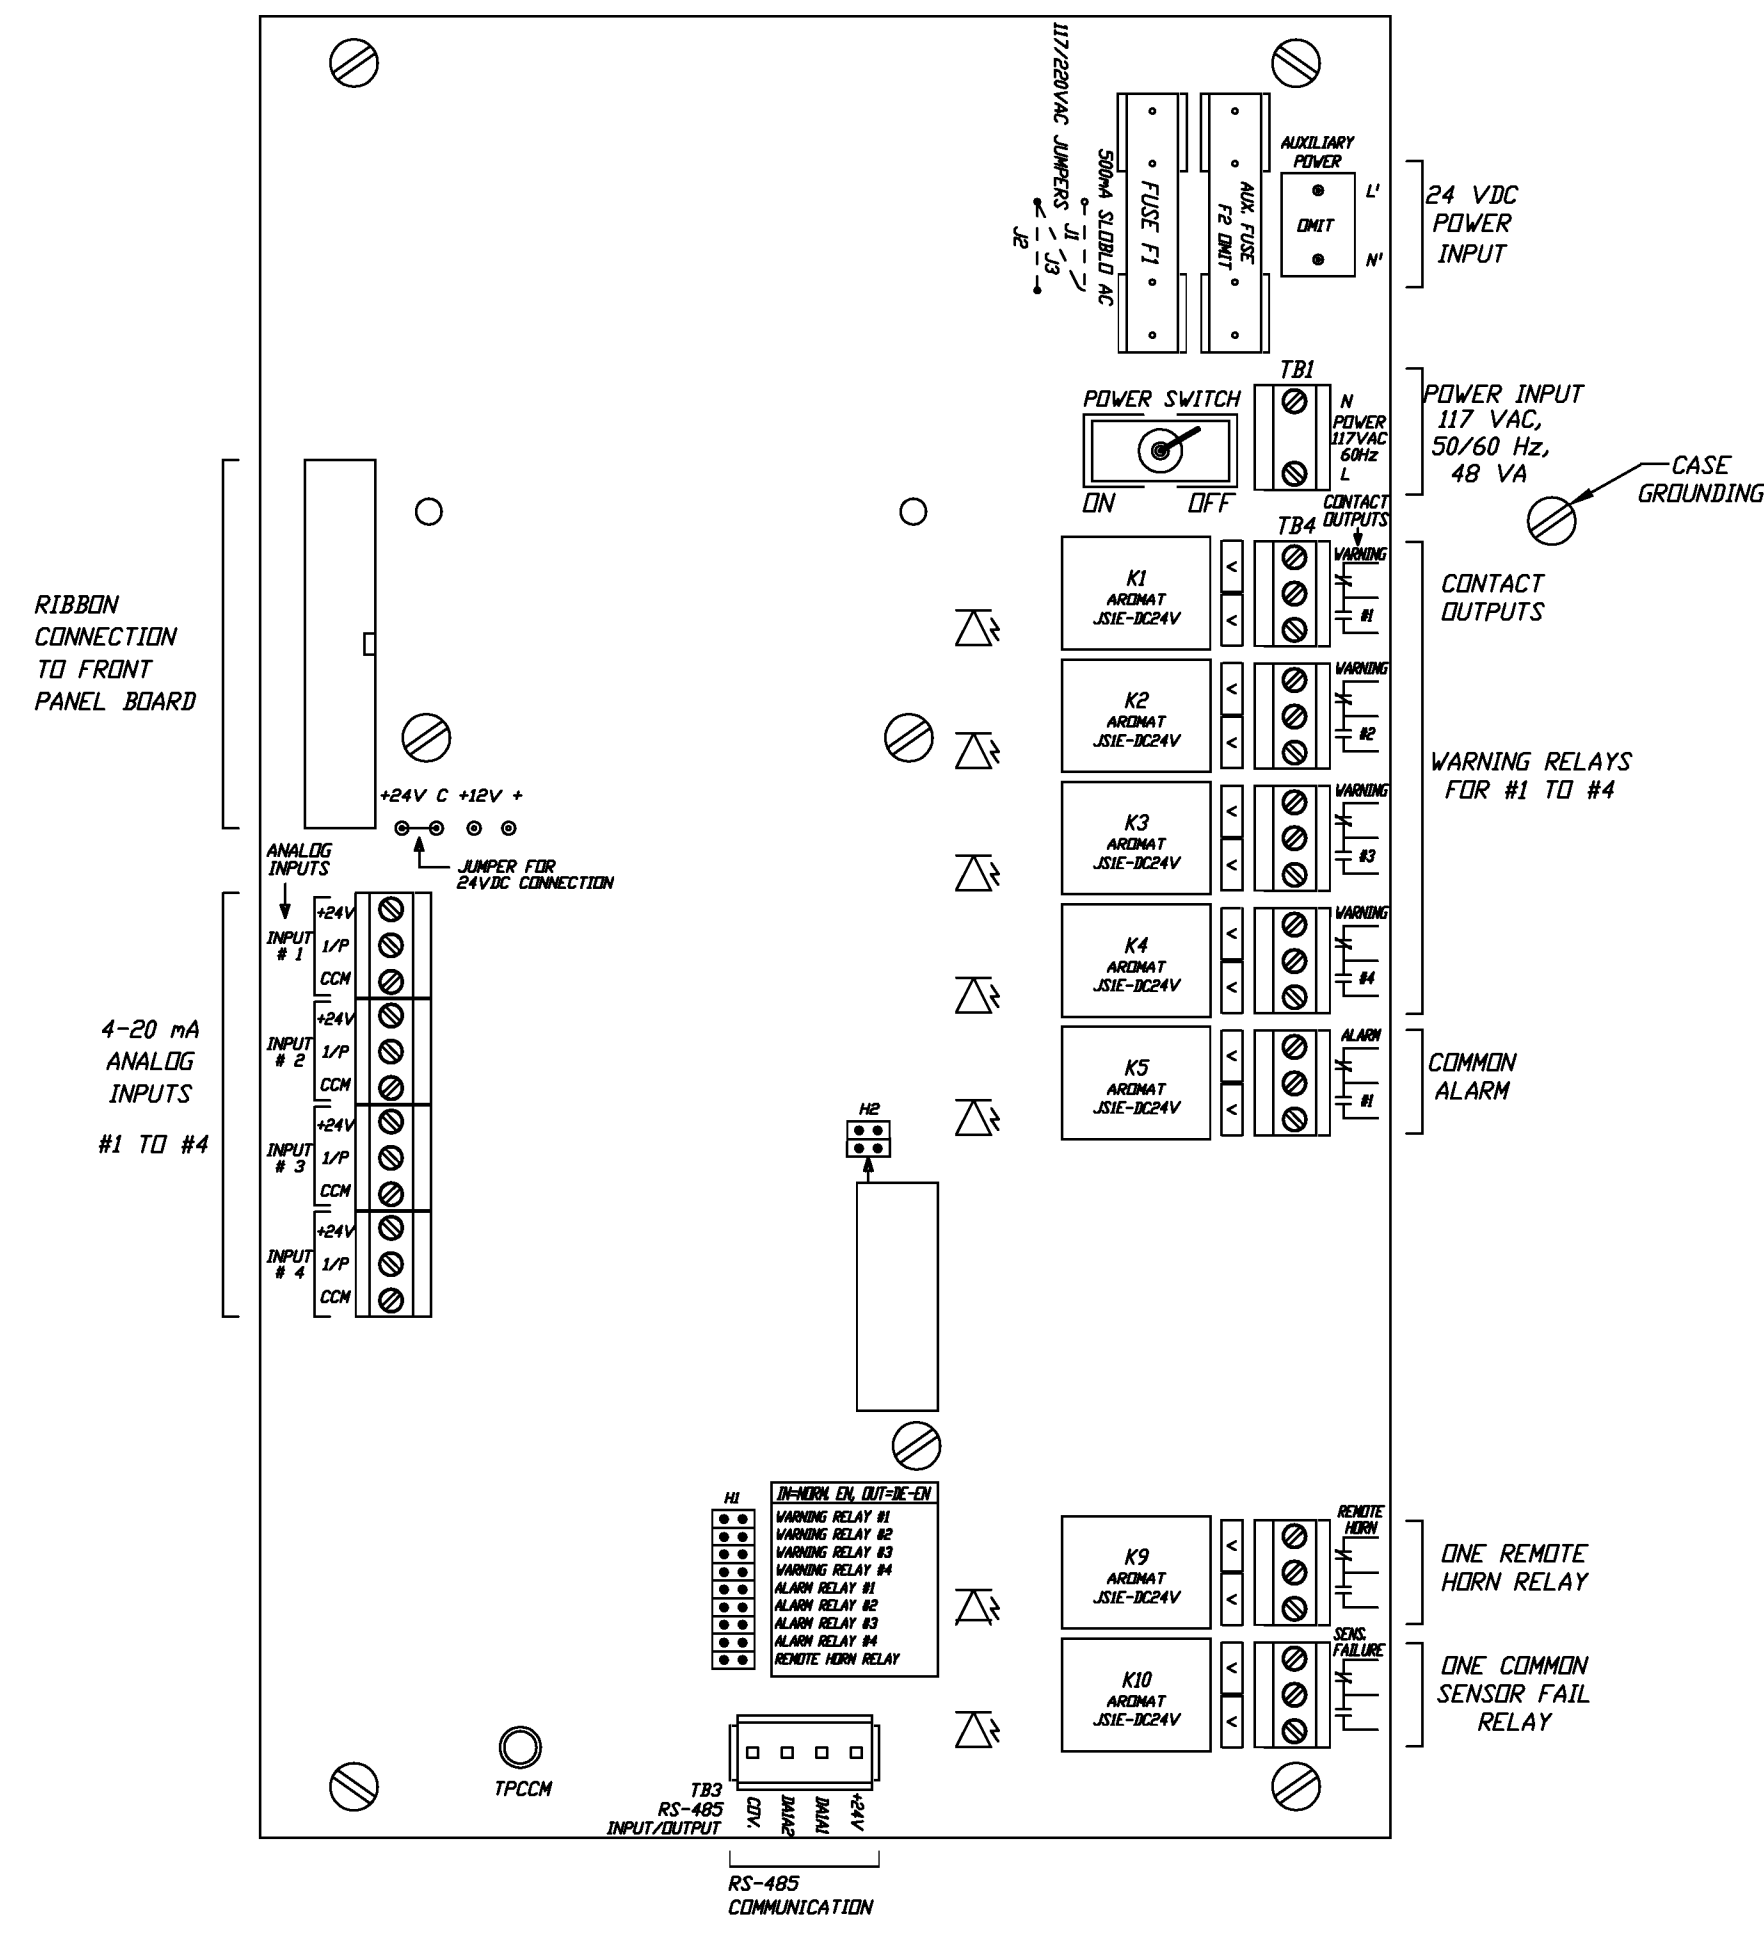 117/220VAC JUMPERS
500mA SLOBLO AC
J1
J2
J3
FUSE F1
AUX. FUSE
F2 OMIT
AUXILIARY
POWER
L'
OMIT
N'
24 VDC
POWER
INPUT
TB1
POWER SWITCH
ON
OFF
N
POWER
117VAC
60Hz
L
POWER INPUT
117 VAC,
50/60 Hz,
48 VA
CASE
GROUNDING
CONTACT
OUTPUTS
TB4
K1
AROMAT
JS1E-DC24V
<
<
WARNING
#1
CONTACT
OUTPUTS
K2
AROMAT
JS1E-DC24V
<
<
WARNING
#2
WARNING RELAYS
FOR #1 TO #4
K3
AROMAT
JS1E-DC24V
<
<
WARNING
#3
K4
AROMAT
JS1E-DC24V
<
<
WARNING
#4
K5
AROMAT
JS1E-DC24V
<
<
ALARM
#1
COMMON
ALARM
RIBBON
CONNECTION
TO FRONT
PANEL BOARD
+24V C +12V +
JUMPER FOR
24VDC CONNECTION
ANALOG
INPUTS
INPUT
# 1
+24V
1/P
CCM
INPUT
# 2
+24V
1/P
CCM
INPUT
# 3
+24V
1/P
CCM
INPUT
# 4
+24V
1/P
CCM
4-20 mA
ANALOG
INPUTS
#1 TO #4
H2
H1
IN=NORM. EN, OUT=DE-EN
WARNING RELAY #1
WARNING RELAY #2
WARNING RELAY #3
WARNING RELAY #4
ALARM RELAY #1
ALARM RELAY #2
ALARM RELAY #3
ALARM RELAY #4
REMOTE HORN RELAY
K9
AROMAT
JS1E-DC24V
<
<
REMOTE
HORN
ONE REMOTE
HORN RELAY
K10
AROMAT
JS1E-DC24V
<
<
SENS.
FAILURE
ONE COMMON
SENSOR FAIL
RELAY
TPCCM
TB3
RS-485
INPUT/OUTPUT
COV.
DA1A2
DA1A1
+24V
RS-485
COMMUNICATION